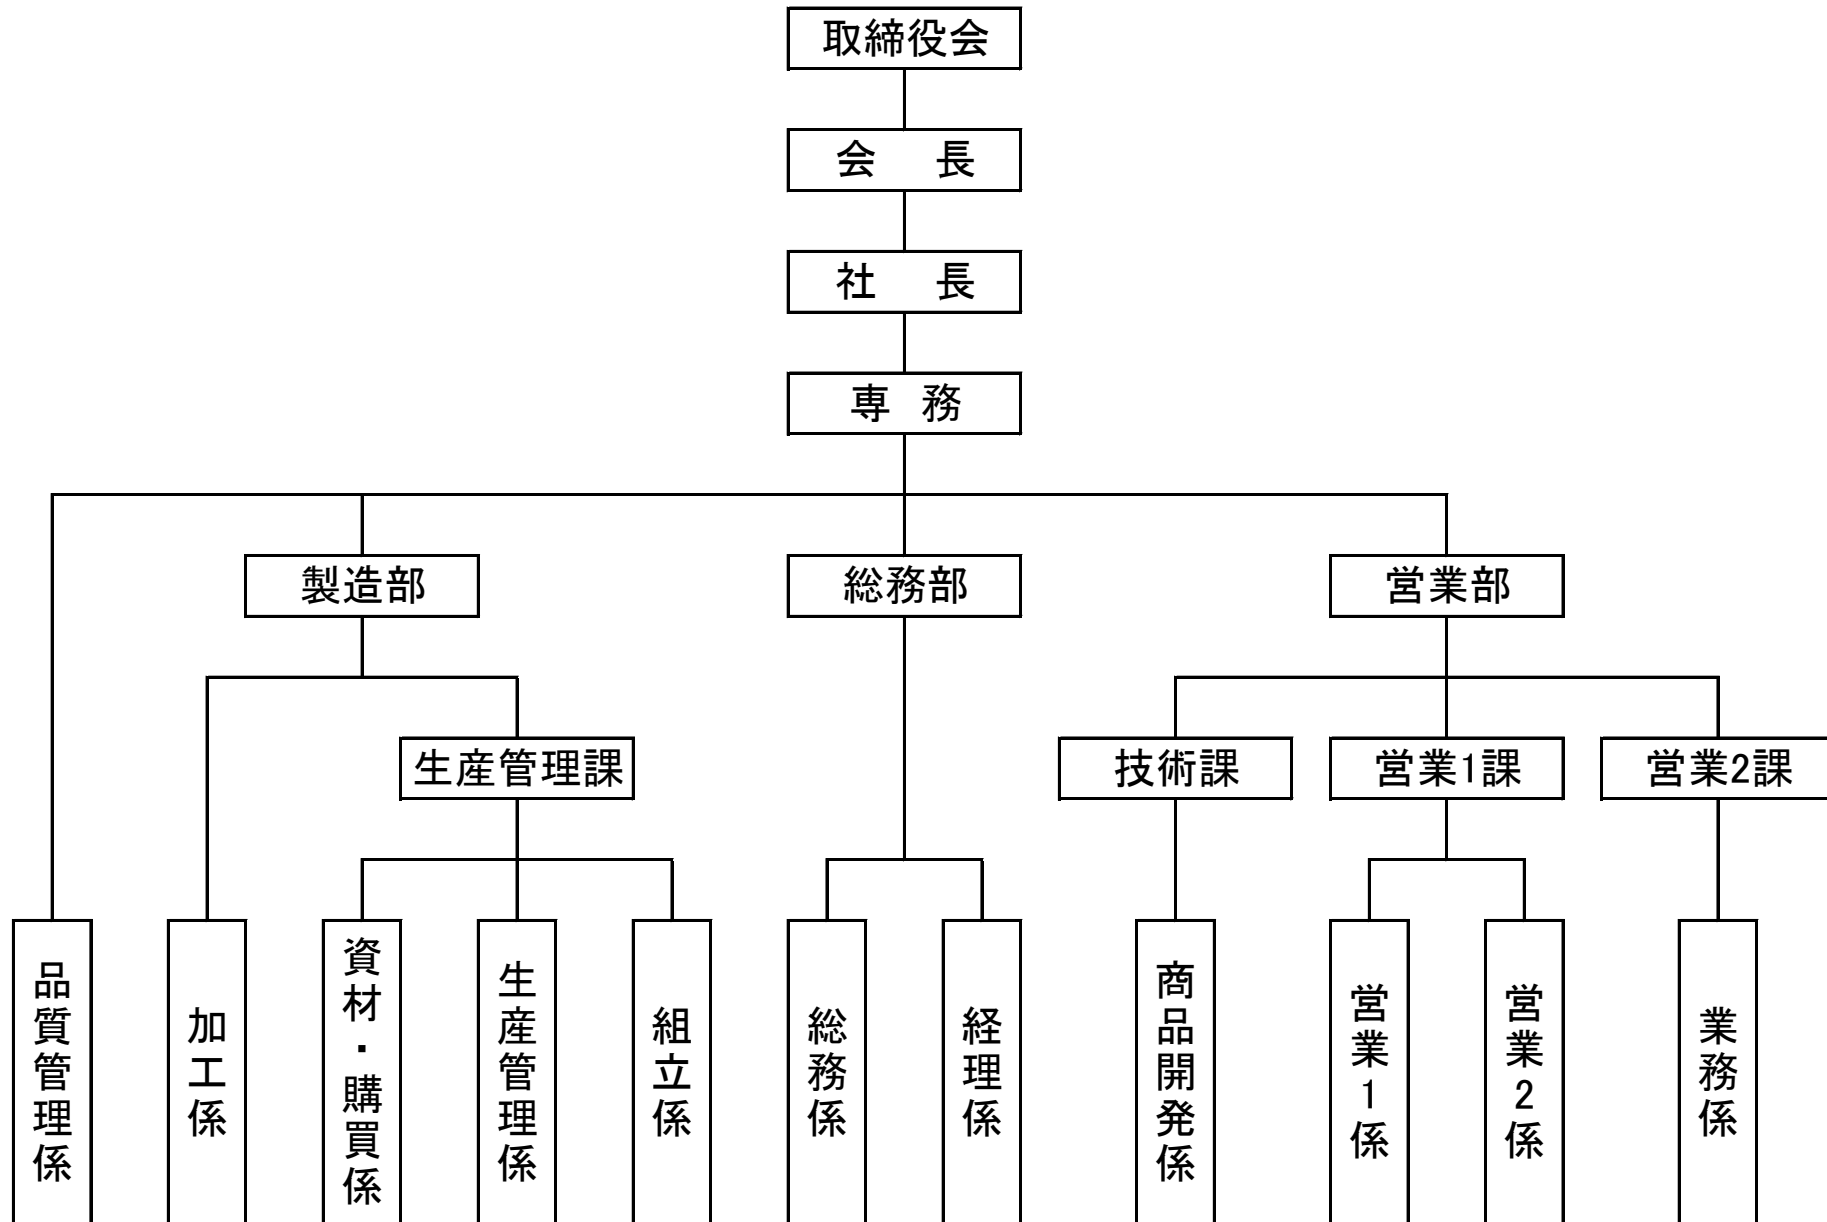 取締役会
会　長
社　長
専　務
製造部
総務部
営業部
生産管理課
技術課
営業1課
営業2課
品質管理係
加工係
資材・購買係
生産管理係
組立係
総務係
経理係
商品開発係
営業1係
営業2係
業務係